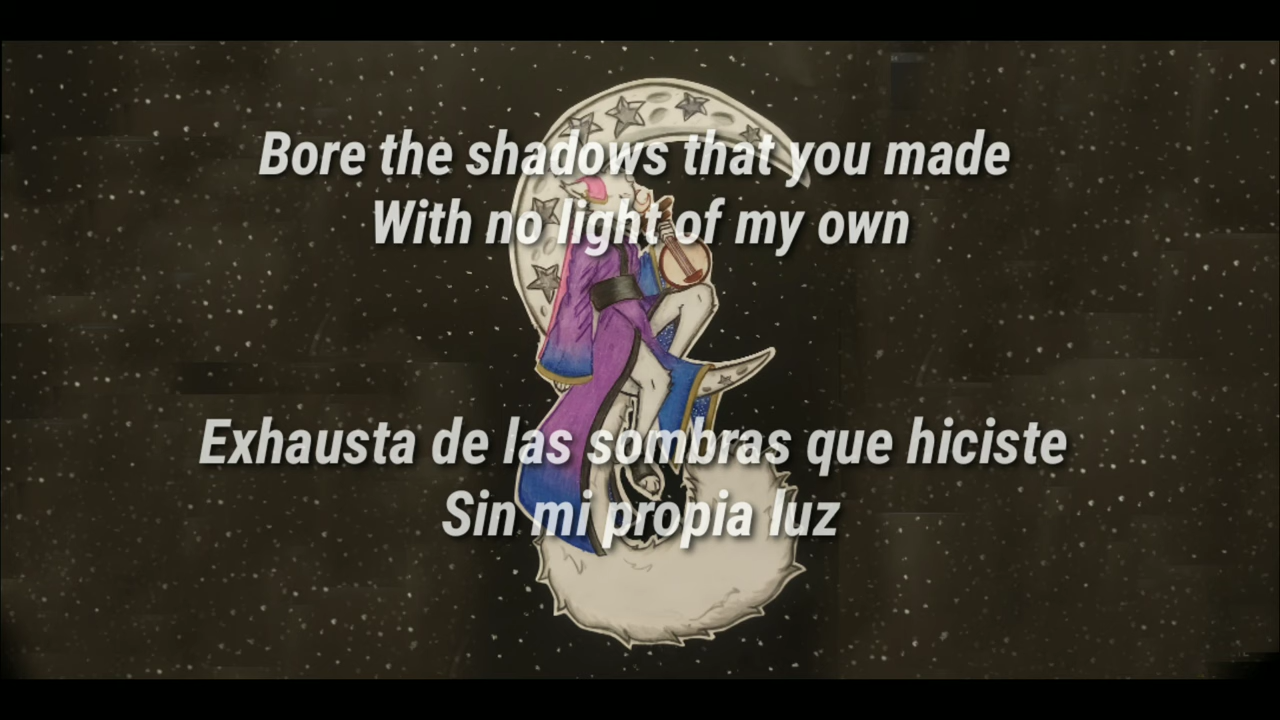 Bore the shadows that you made
With no light of my own
Exhausta de las sombras que hiciste
Sin mi propia luz